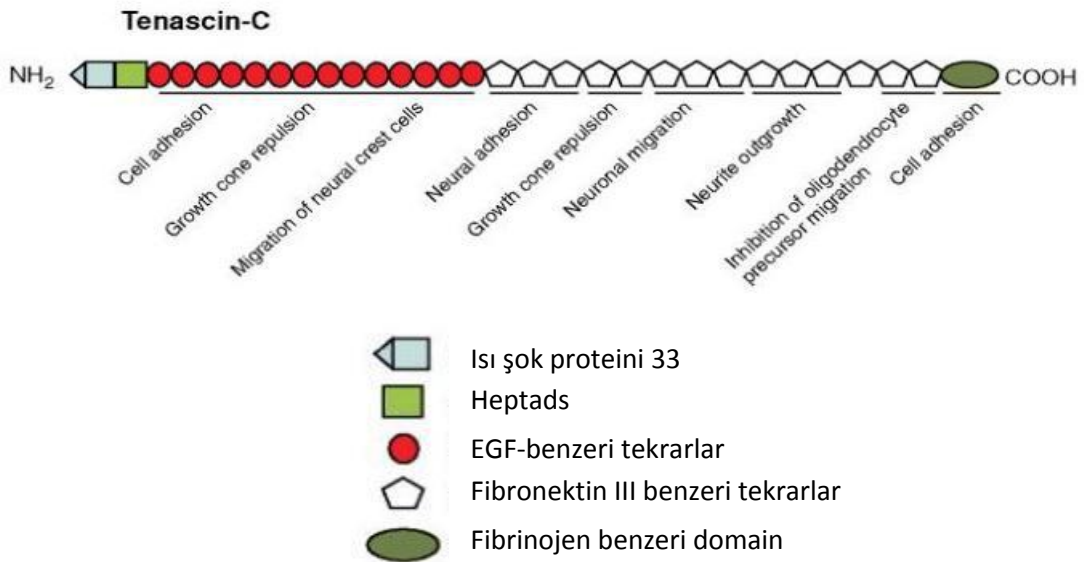 Tenascin-C
NH2
COOH
Cell adhesion
Growth cone repulsion
Migration of neural crest cells
Neural adhesion
Growth cone repulsion
Neuronal migration
Neurite outgrowth
Inhibition of oligodendrocyte
precursor migration
Cell adhesion
Isı şok proteini 33
Heptads
EGF-benzeri tekrarlar
Fibronektin III benzeri tekrarlar
Fibrinojen benzeri domain